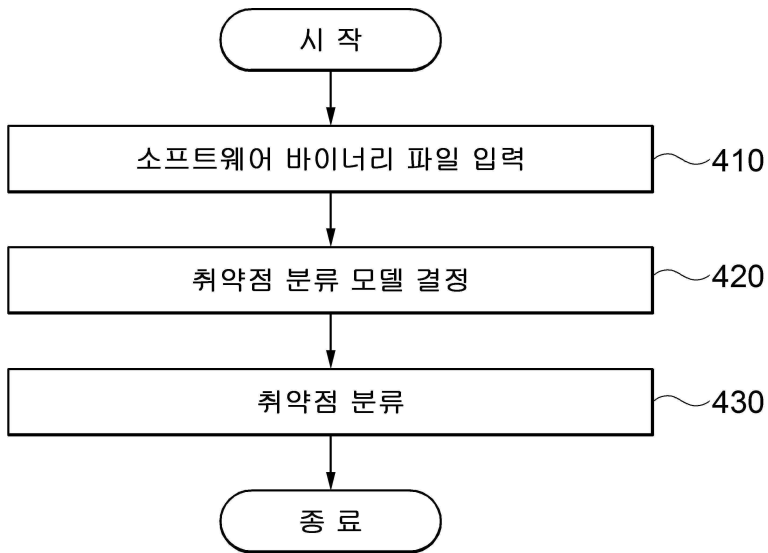 시 작
소프트웨어 바이너리 파일 입력
410
취약점 분류 모델 결정
420
취약점 분류
430
종 료